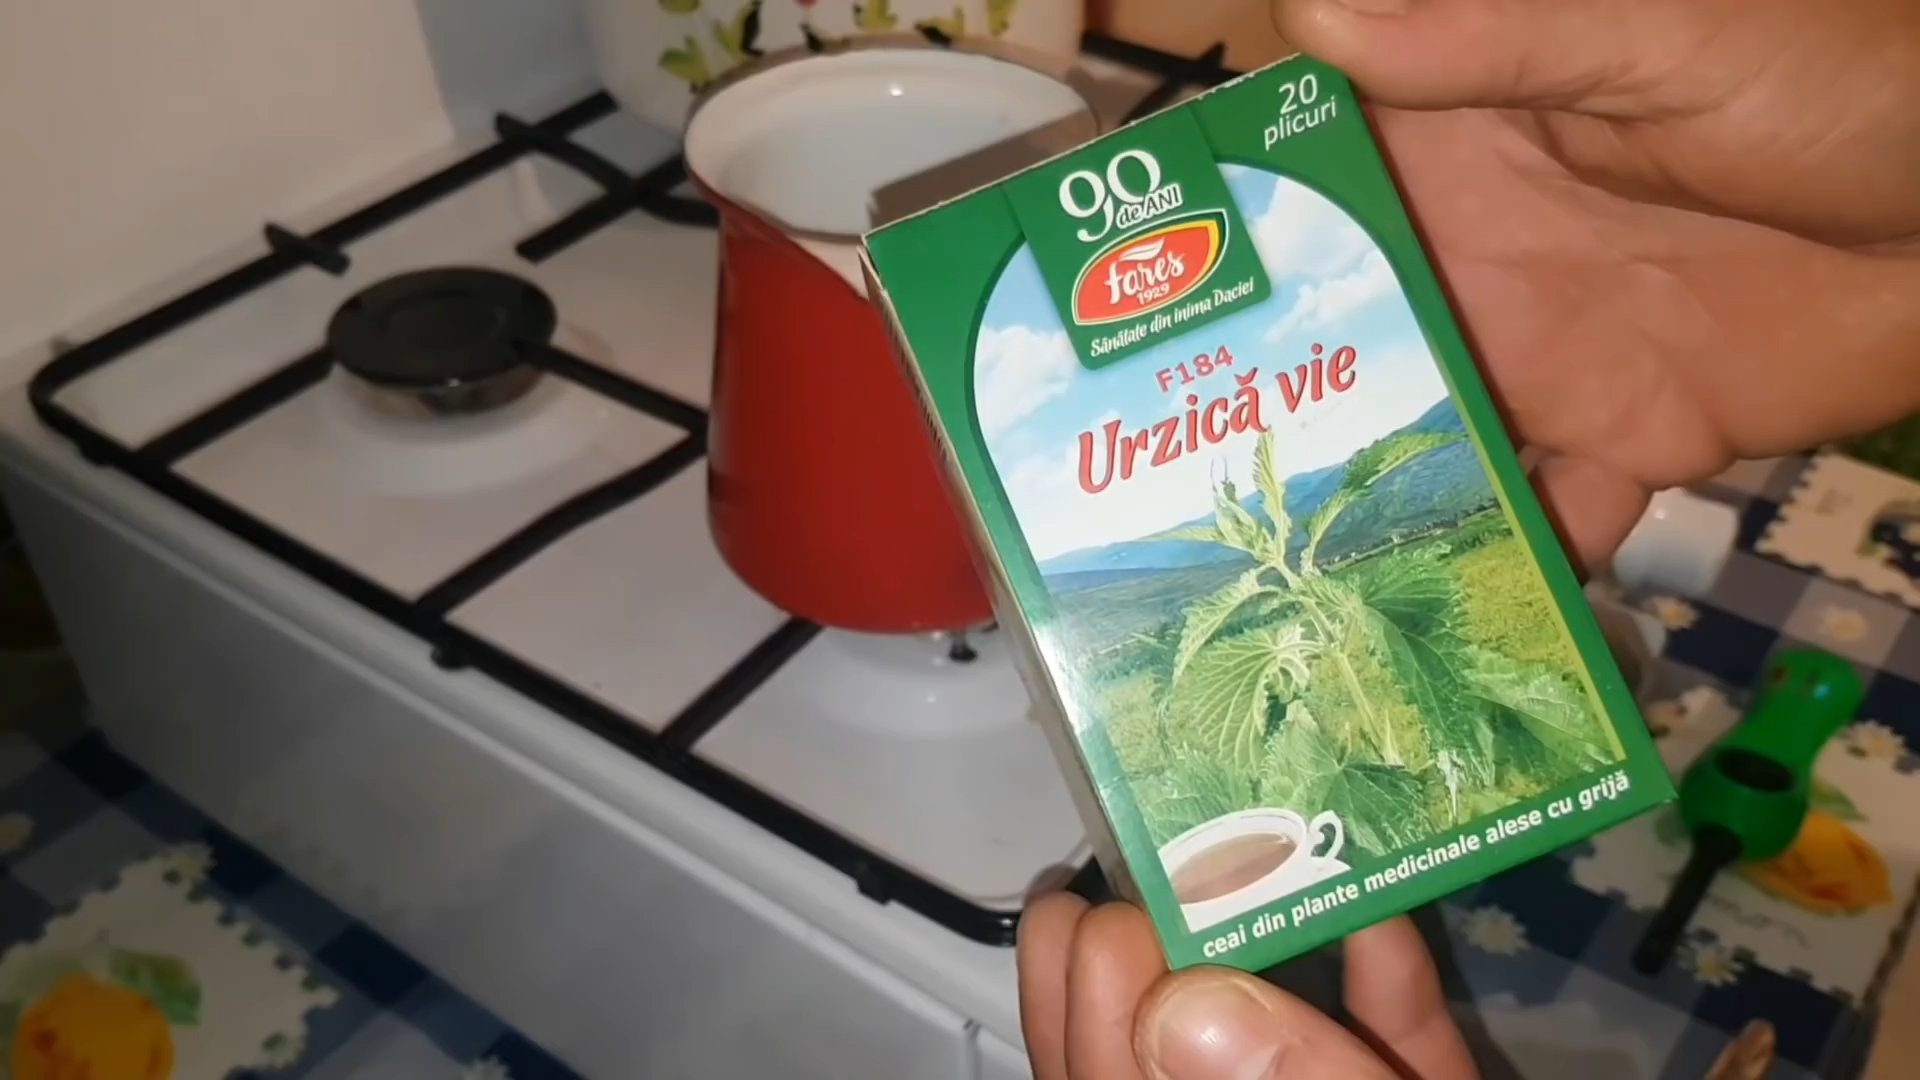 20
plicuri
90
de ANI
fares
1929
Sănătate din inima Daciei
F184
Urzică vie
ceai din plante medicinale alese cu grijă